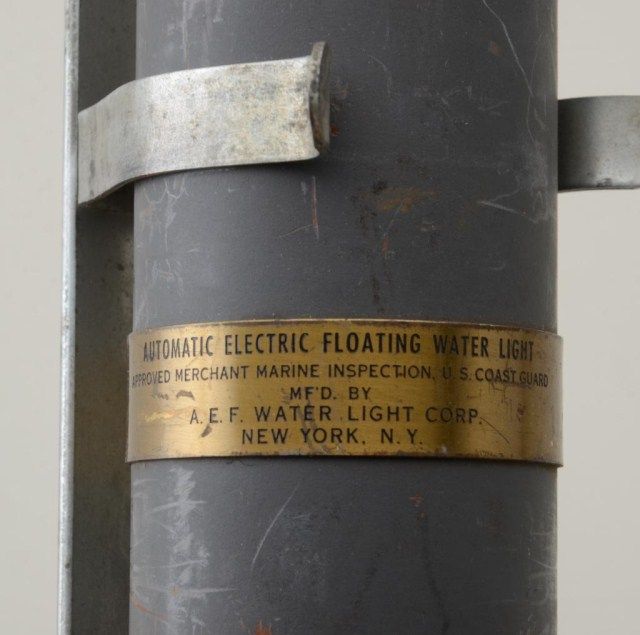 AUTOMATIC ELECTRIC FLOATING WATER LIGHT
APPROVED MERCHANT MARINE INSPECTION, U.S. COAST GUARD
MF'D. BY
A. E. F. WATER LIGHT CORP.
NEW YORK, N.Y.